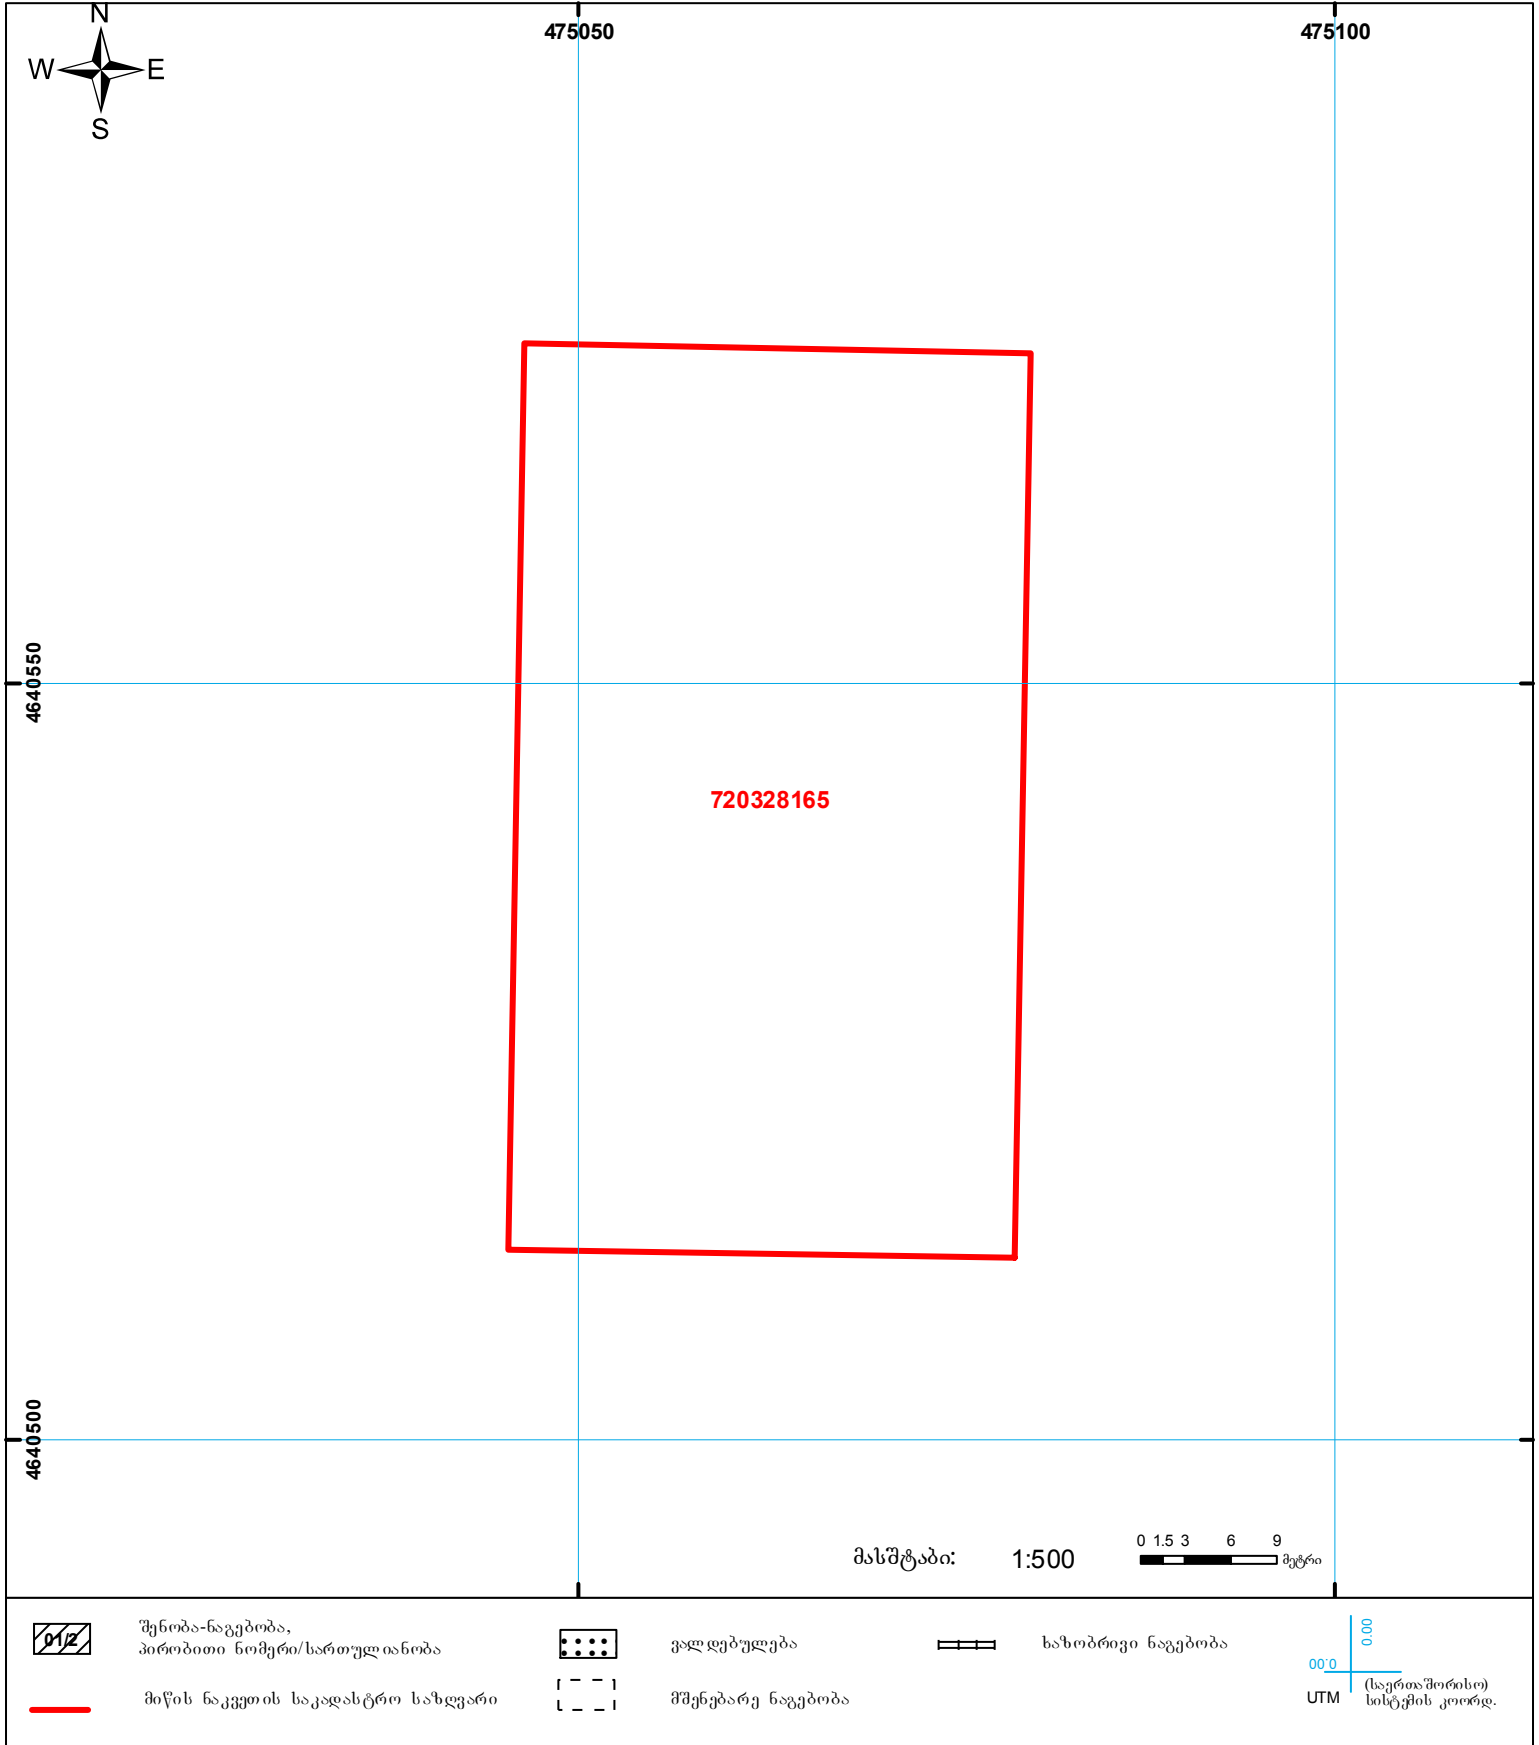 N
475050
475100
W
E
S
4640550
720328165
4640500
მასშტაბი:
1:500
0 1.5 3 6 9
მეტრი
01/2
შენობა-ნაგებობა,
პირობითი ნომერი/სართულიანობა
ვალდებულება
ხაზობრივი ნაგებობა
00.0
00.0
მიწის ნაკვეთის საკადასტრო საზღვარი
მშენებარე ნაგებობა
UTM
(საერთაშორისო)
სისტემის კოორდ.